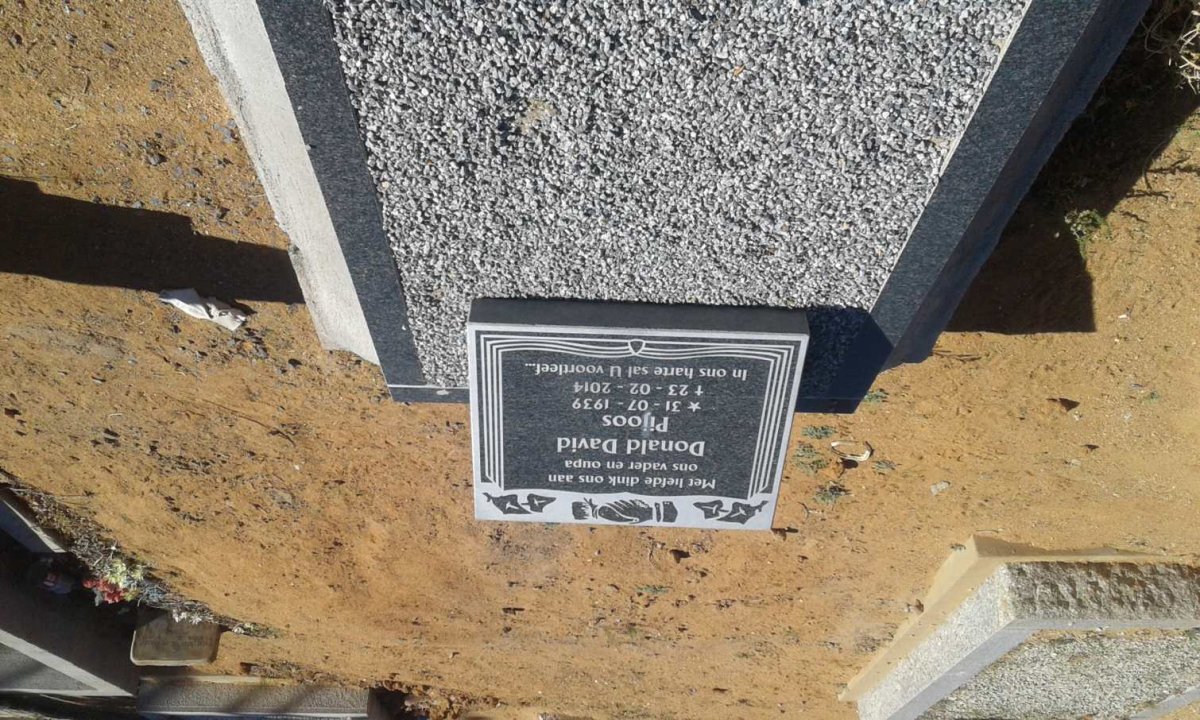 Met liefde dink ons aan
ons vader en oupa
Donald David
Pijoos
★ 31 - 07 - 1939
† 23 - 02 - 2014
In ons harte sal U voortleef...